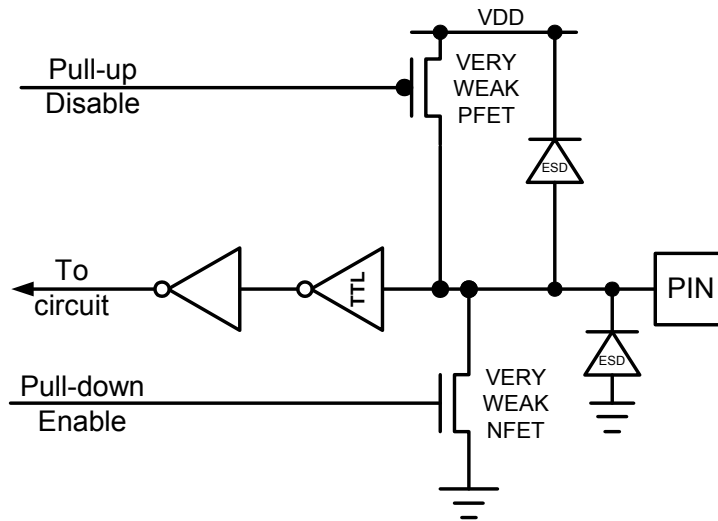 VDD
Pull-up
Disable
VERY
WEAK
PFET
ESD
To
circuit
TTL
PIN
ESD
Pull-down
Enable
VERY
WEAK
NFET